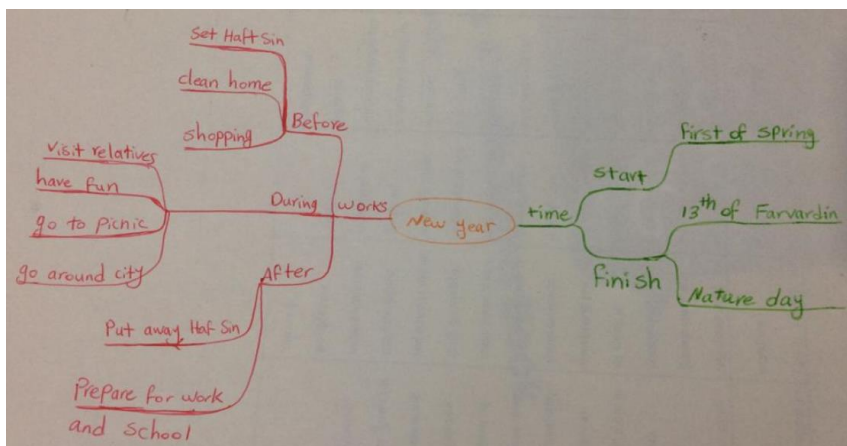 Set Haft Sin
clean home
shopping
Before
visit relatives
have fun
go to Picnic
go around city
During
works
After
Put away Haf Sin
Prepare for work
and school
New year
time
start
first of spring
finish
13th of Farvardin
Nature day